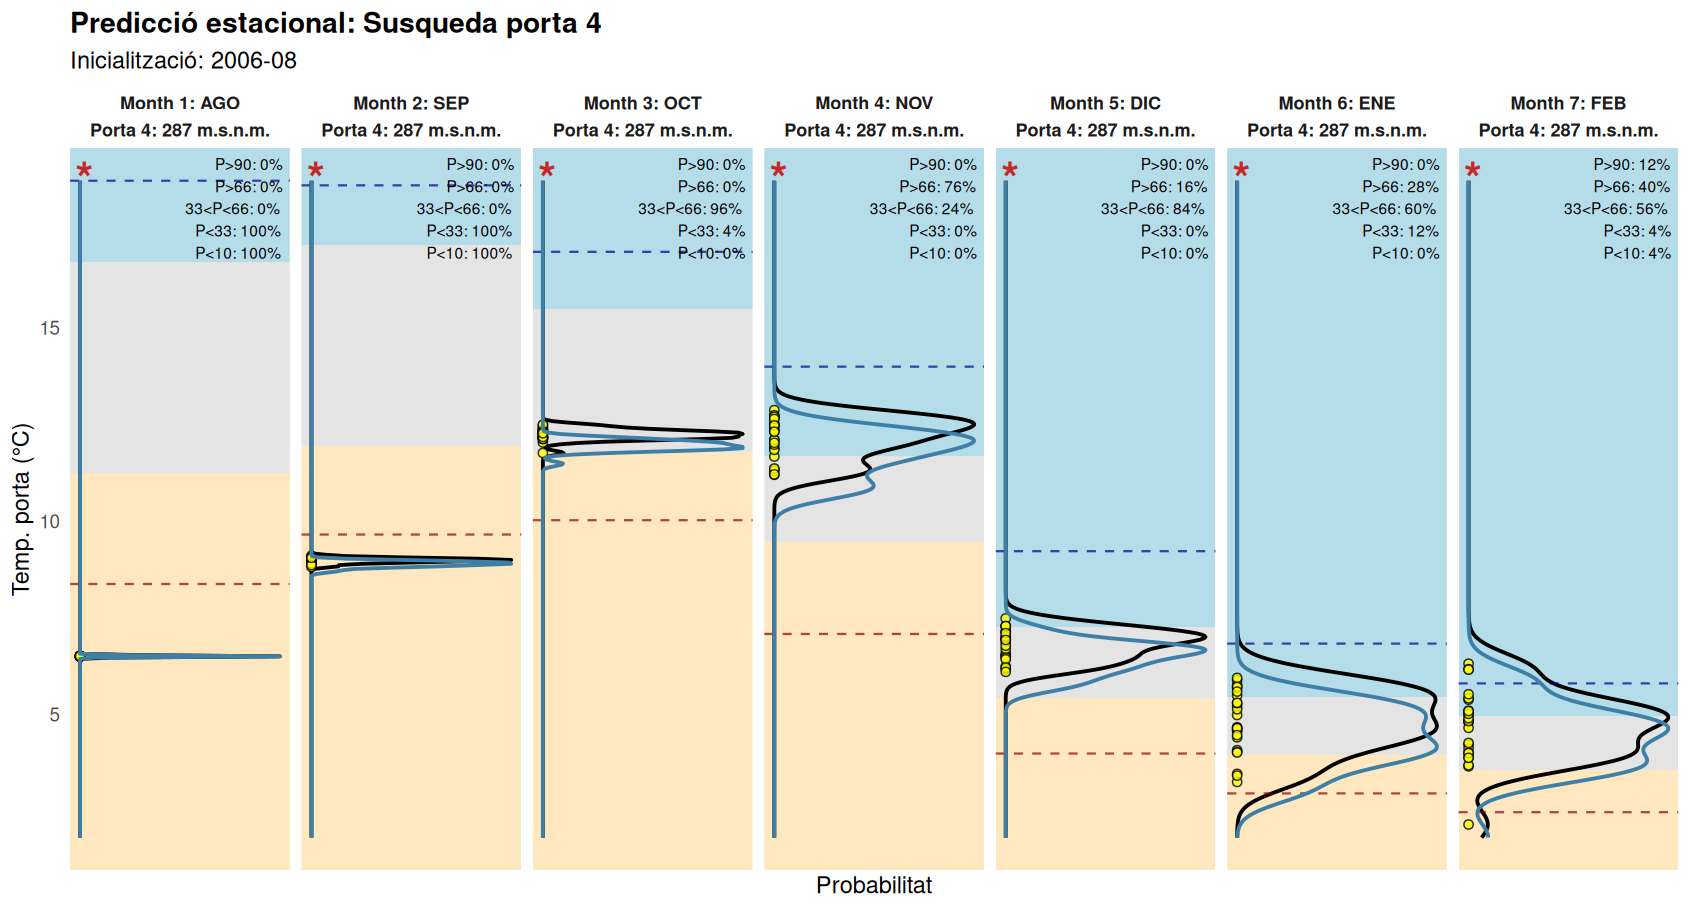 Predicció estacional: Susqueda porta 4
Inicialització: 2006-08
Month 1: AGO
Porta 4: 287 m.s.n.m.
Month 2: SEP
Porta 4: 287 m.s.n.m.
Month 3: OCT
Porta 4: 287 m.s.n.m.
Month 4: NOV
Porta 4: 287 m.s.n.m.
Month 5: DIC
Porta 4: 287 m.s.n.m.
Month 6: ENE
Porta 4: 287 m.s.n.m.
Month 7: FEB
Porta 4: 287 m.s.n.m.
*
P>90: 0%
P>66: 0%
33<P<66: 0%
P<33: 100%
P<10: 100%
*
P>90: 0%
P>66: 0%
33<P<66: 0%
P<33: 100%
P<10: 100%
*
P>90: 0%
P>66: 0%
33<P<66: 96%
P<33: 4%
P<10: 0%
*
P>90: 0%
P>66: 76%
33<P<66: 24%
P<33: 0%
P<10: 0%
*
P>90: 0%
P>66: 16%
33<P<66: 84%
P<33: 0%
P<10: 0%
*
P>90: 0%
P>66: 28%
33<P<66: 60%
P<33: 12%
P<10: 0%
*
P>90: 12%
P>66: 40%
33<P<66: 56%
P<33: 4%
P<10: 4%
Temp. porta (°C)
15
10
5
Probabilitat